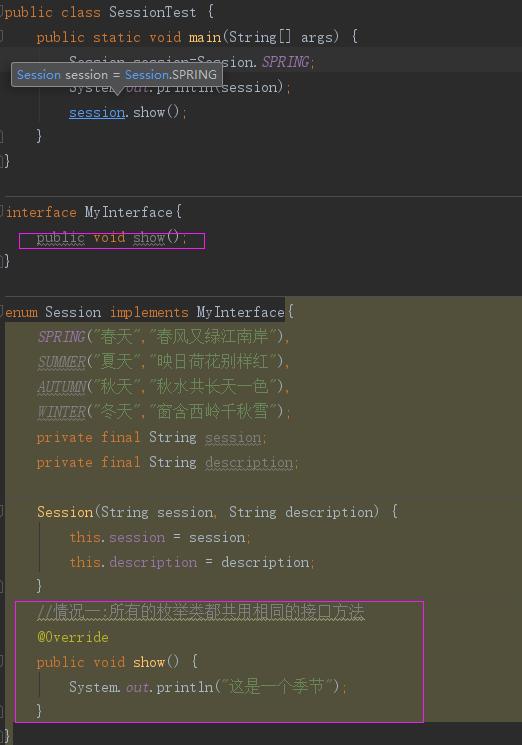 public class SessionTest {
public static void main(String[] args) {
Session session=Session.SPRING;
Session session = Session.SPRING
System.out.println(session);
session.show();
}
}
interface MyInterface{
public void show();
}
enum Session implements MyInterface{
SPRING("春天","春风又绿江南岸"),
SUMMER("夏天","映日荷花别样红"),
AUTUMN("秋天","秋水共长天一色"),
WINTER("冬天","窗含西岭千秋雪");
private final String session;
private final String description;
Session(String session, String description) {
this.session = session;
this.description = description;
}
//情况一:所有的枚举类都共用相同的接口方法
@Override
public void show() {
System.out.println("这是一个季节");
}
}